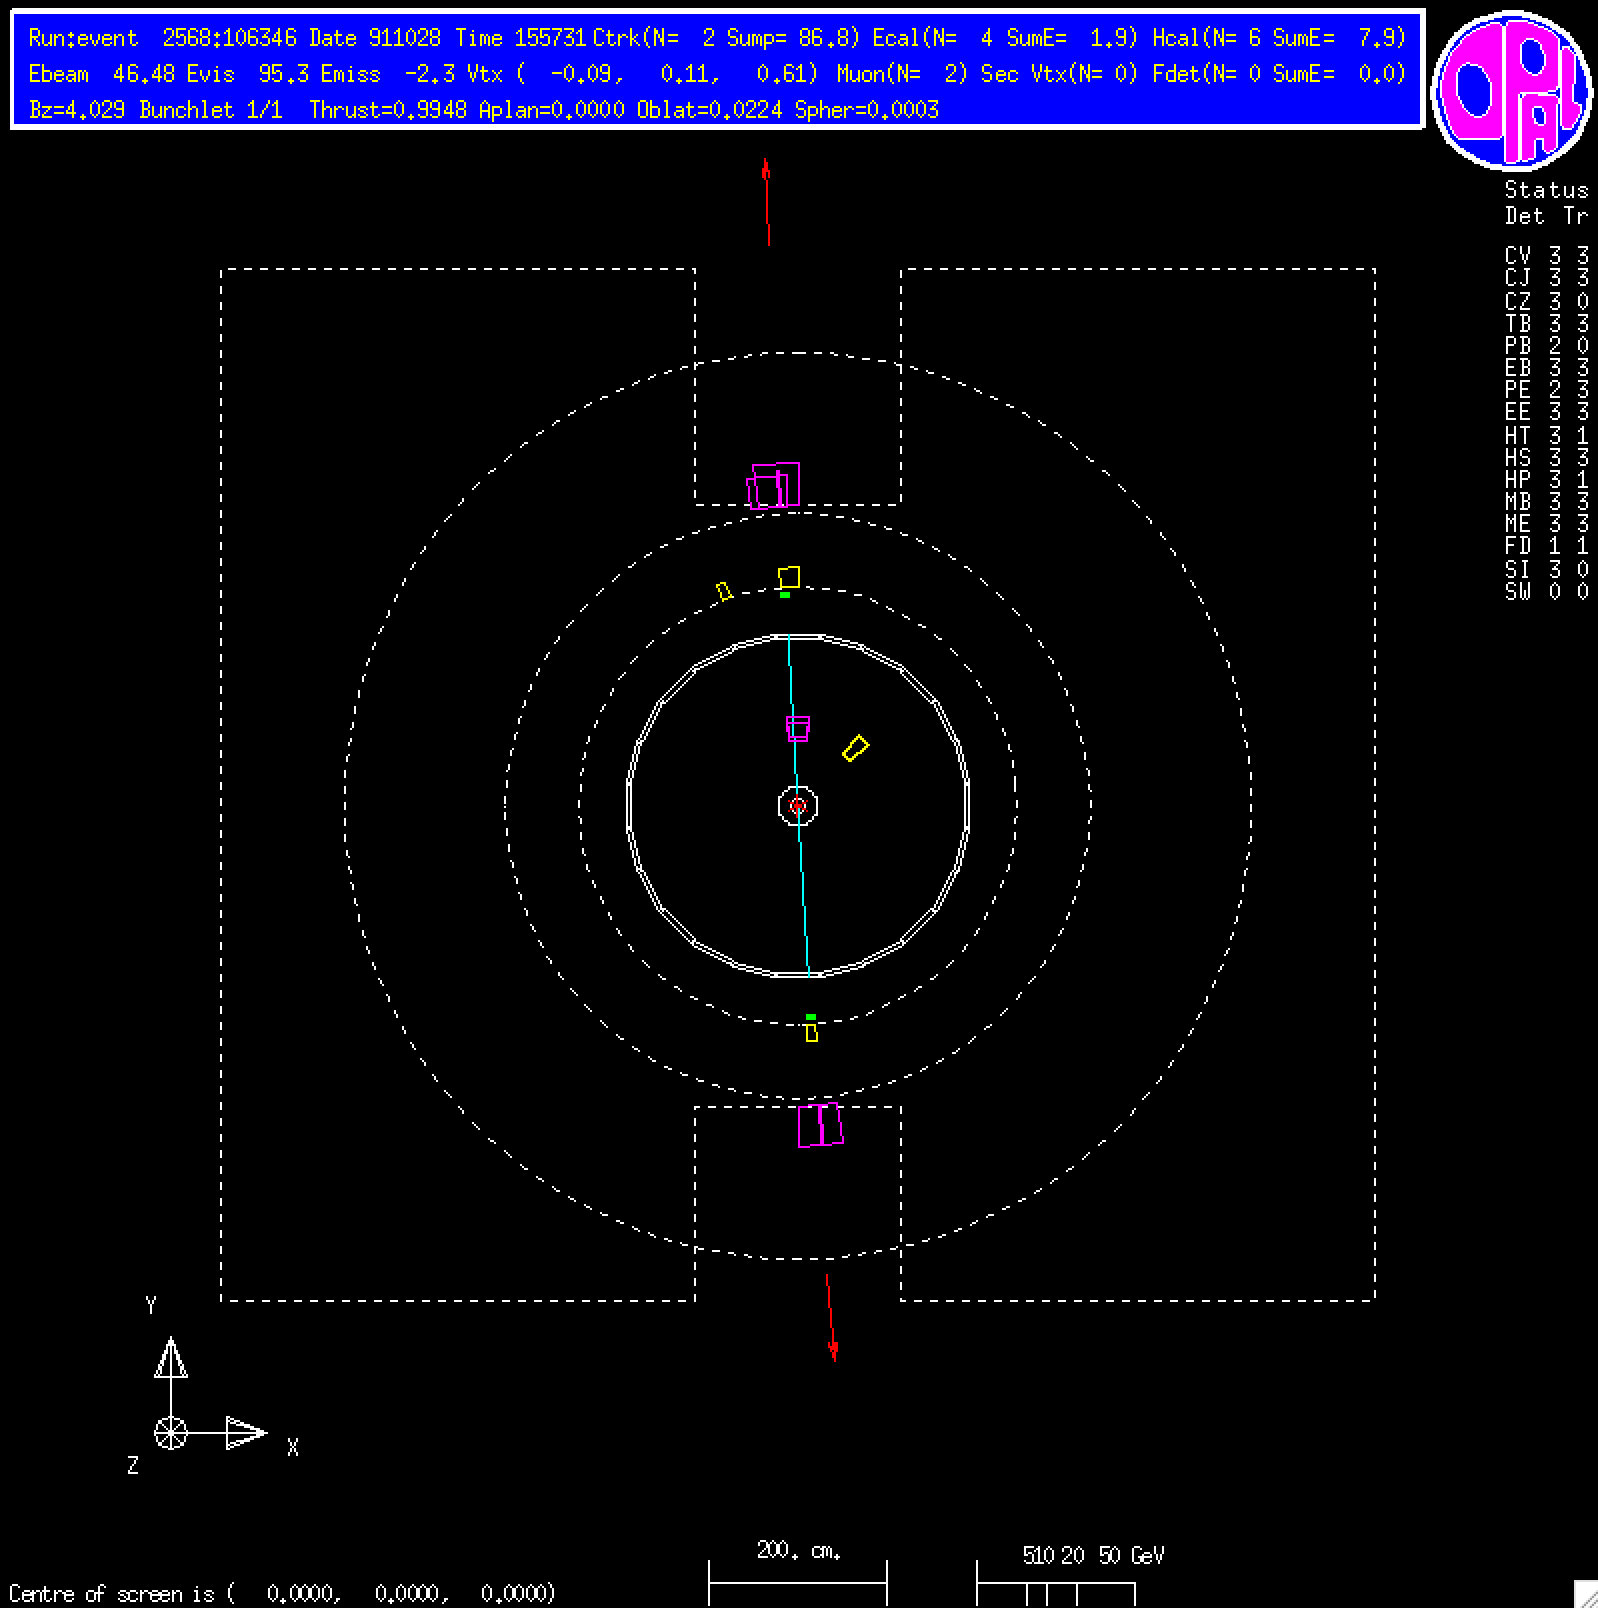 Run:event 2568:106346 Date 911028 Time 155731 Ctrk(N= 2 Sump= 86.8) Ecal(N= 4 SumE= 1.9) Hcal(N= 6 SumE= 7.9)
Ebeam 46.48 Evis 95.3 Emiss -2.3 Vtx ( -0.09, 0.11, 0.61) Muon(N= 2) Sec Vtx(N= 0) Fdet(N= 0 SumE= 0.0)
Bz=4.029 Bunchlet 1/1 Thrust=0.9948 Aplan=0.0000 Oblat=0.0224 Spher=0.0003
OPAL
Status
Det Tr
CV 3 3
CJ 3 3
CZ 3 0
TB 3 3
PB 2 0
EB 3 3
PE 2 3
EE 3 3
HT 3 1
HS 3 3
HP 3 1
MB 3 3
ME 3 3
FD 1 1
SI 3 0
SW 0 0
Y
X
Z
200. cm.
5 10 20 50 GeV
Centre of screen is ( 0.0000, 0.0000, 0.0000)